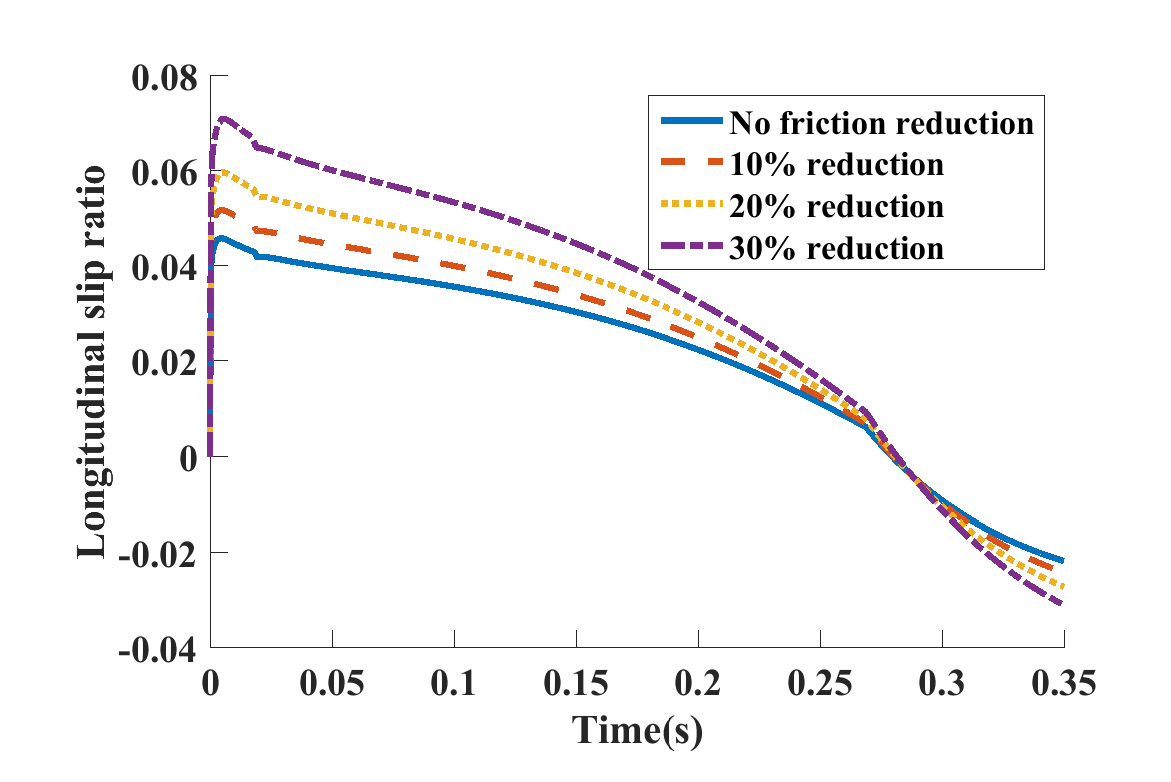 0.08
0.06
0.04
0.02
0
-0.02
-0.04
Longitudinal slip ratio
No friction reduction
10% reduction
20% reduction
30% reduction
0 0.05 0.1 0.15 0.2 0.25 0.3 0.35
Time(s)